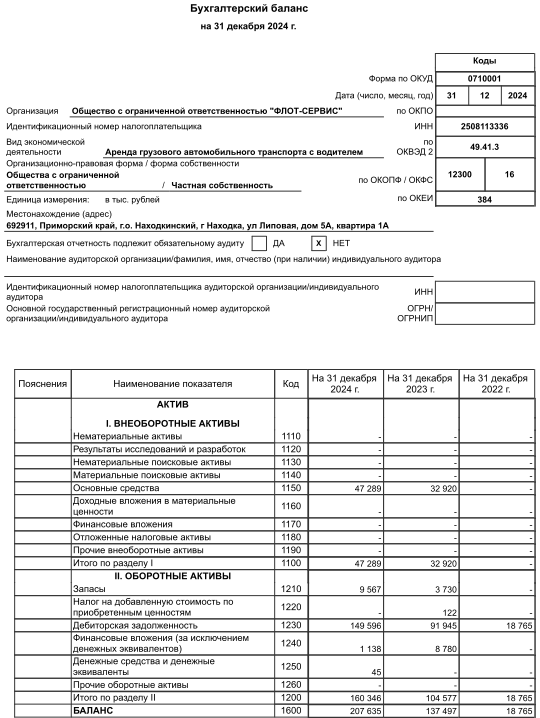 Бухгалтерский баланс
на 31 декабря 2024 г.
Коды
Форма по ОКУД 0710001
Дата (число, месяц, год) 31 12 2024
Организация Общество с ограниченной ответственностью "ФЛОТ-СЕРВИС" по ОКПО
Идентификационный номер налогоплательщика ИНН 2508113336
Вид экономической деятельности Аренда грузового автомобильного транспорта с водителем по ОКВЭД 2 49.41.3
Организационно-правовая форма / форма собственности
Общества с ограниченной ответственностью / Частная собственность по ОКОПФ / ОКФС 12300 16
Единица измерения: в тыс. рублей по ОКЕИ 384
Местонахождение (адрес)
692911, Приморский край, г.о. Находкинский, г Находка, ул Липовая, дом 5А, квартира 1А
Бухгалтерская отчетность подлежит обязательному аудиту ДА X НЕТ
Наименование аудиторской организации/фамилия, имя, отчество (при наличии) индивидуального аудитора
Идентификационный номер налогоплательщика аудиторской организации/индивидуального аудитора ИНН
Основной государственный регистрационный номер аудиторской организации/индивидуального аудитора ОГРН/ОГРНИП
Пояснения Наименование показателя Код На 31 декабря 2024 г. На 31 декабря 2023 г. На 31 декабря 2022 г.
АКТИВ
I. ВНЕОБОРОТНЫЕ АКТИВЫ
Нематериальные активы 1110 - - -
Результаты исследований и разработок 1120 - - -
Нематериальные поисковые активы 1130 - - -
Материальные поисковые активы 1140 - - -
Основные средства 1150 47 289 32 920 -
Доходные вложения в материальные ценности 1160 - - -
Финансовые вложения 1170 - - -
Отложенные налоговые активы 1180 - - -
Прочие внеоборотные активы 1190 - - -
Итого по разделу I 1100 47 289 32 920 -
II. ОБОРОТНЫЕ АКТИВЫ
Запасы 1210 9 567 3 730 -
Налог на добавленную стоимость по приобретенным ценностям 1220 - 122 -
Дебиторская задолженность 1230 149 596 91 945 18 765
Финансовые вложения (за исключением денежных эквивалентов) 1240 1 138 8 780 -
Денежные средства и денежные эквиваленты 1250 45 - -
Прочие оборотные активы 1260 - - -
Итого по разделу II 1200 160 346 104 577 18 765
БАЛАНС 1600 207 635 137 497 18 765